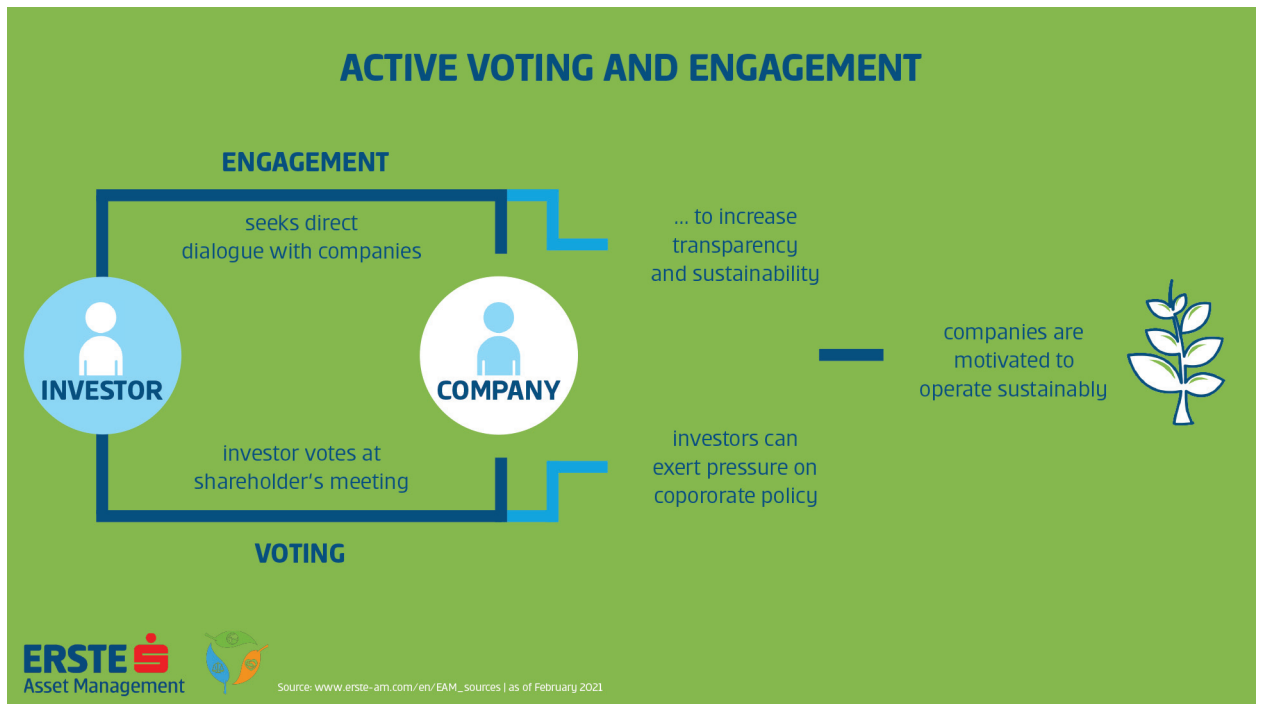 ACTIVE VOTING AND ENGAGEMENT
ENGAGEMENT
seeks direct
dialogue with companies
... to increase
transparency
and sustainability
INVESTOR
COMPANY
companies are
motivated to
operate sustainably
investor votes at
shareholder's meeting
investors can
exert pressure on
copororate policy
VOTING
ERSTE
Asset Management
Source: www.erste-am.com/en/EAM_sources | as of February 2021